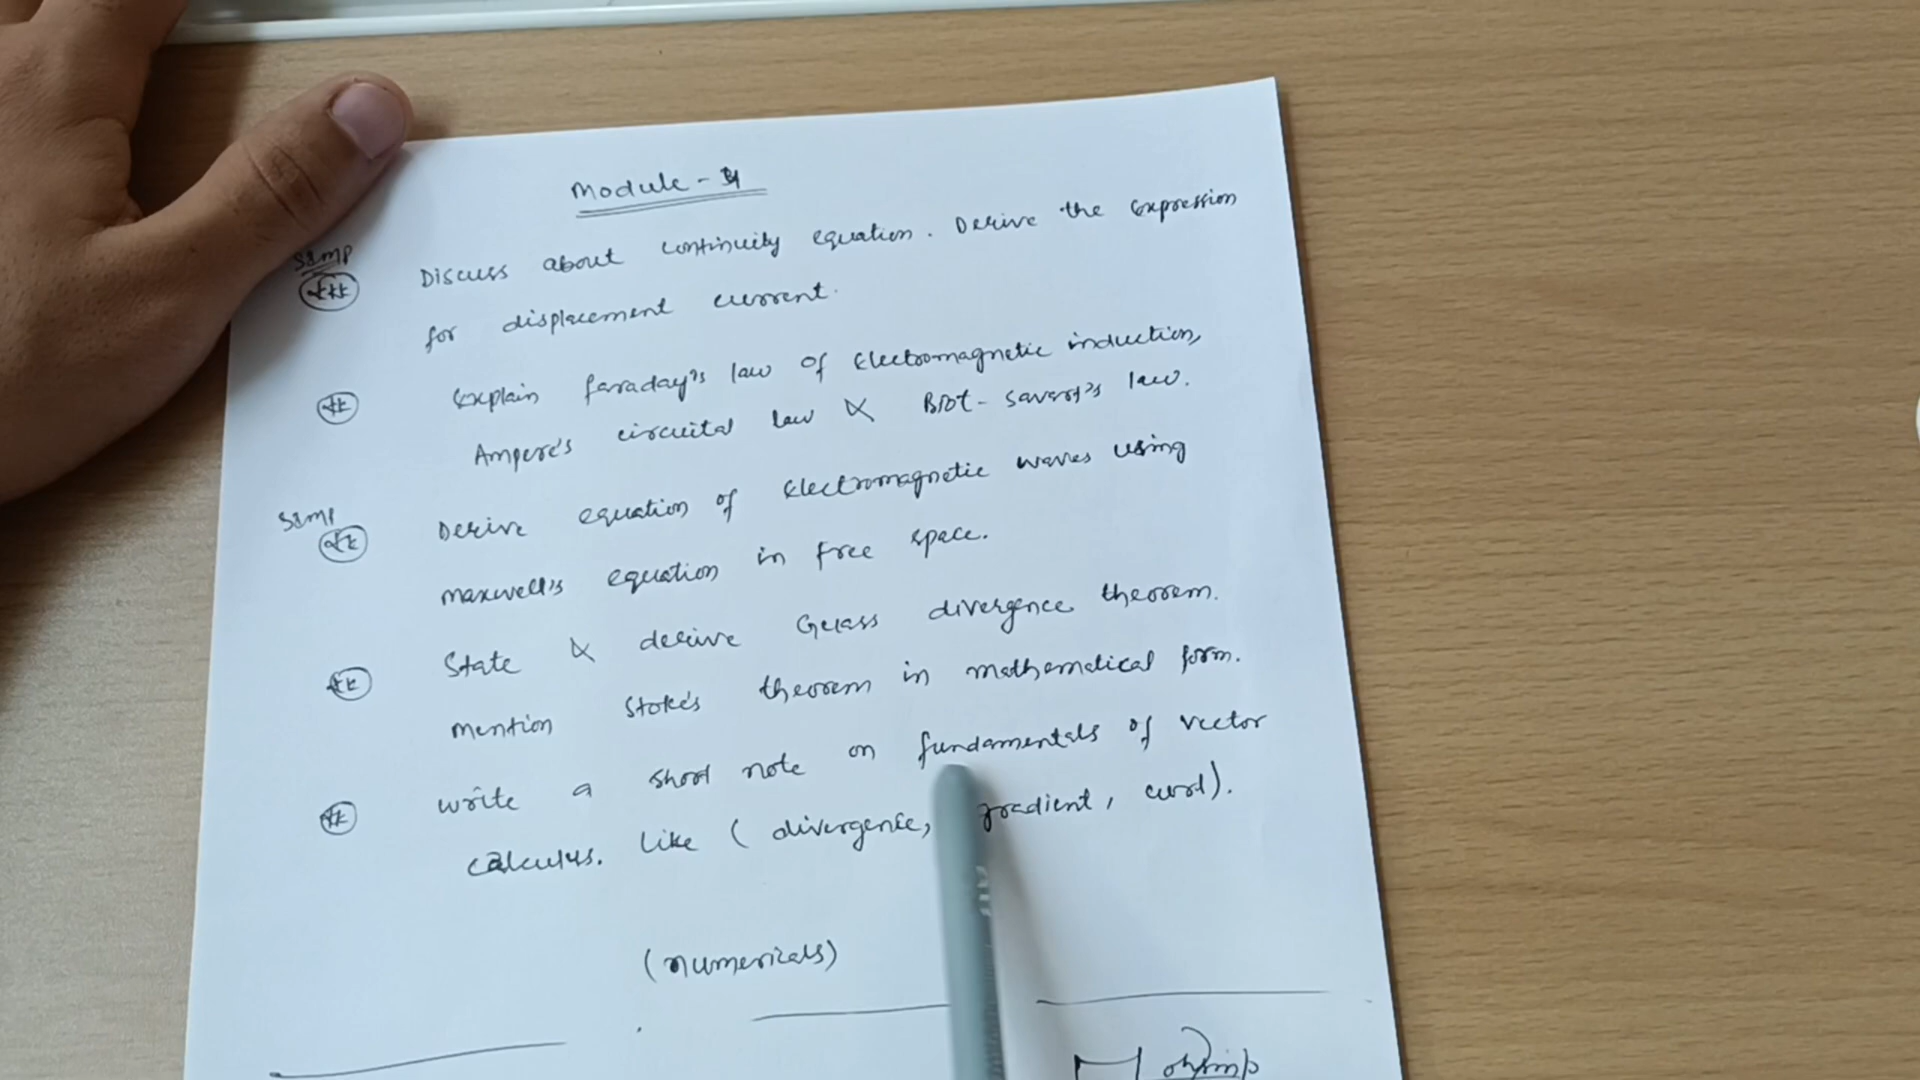 Module - 4
SIMP
*** Discuss about continuity equation. Derive the expression
for displacement current.
** Explain faraday's law of Electromagnetic induction,
Ampere's circuital law & Biot-Savart's law.
SIMP
** Derive equation of Electromagnetic waves using
maxwell's equation in free space.
** State & derive Gauss divergence theorem.
mention Stoke's theorem in mathematical form.
** write a short note on fundamentals of vector
calculus. like (divergence, gradient, curl).
(numericals)